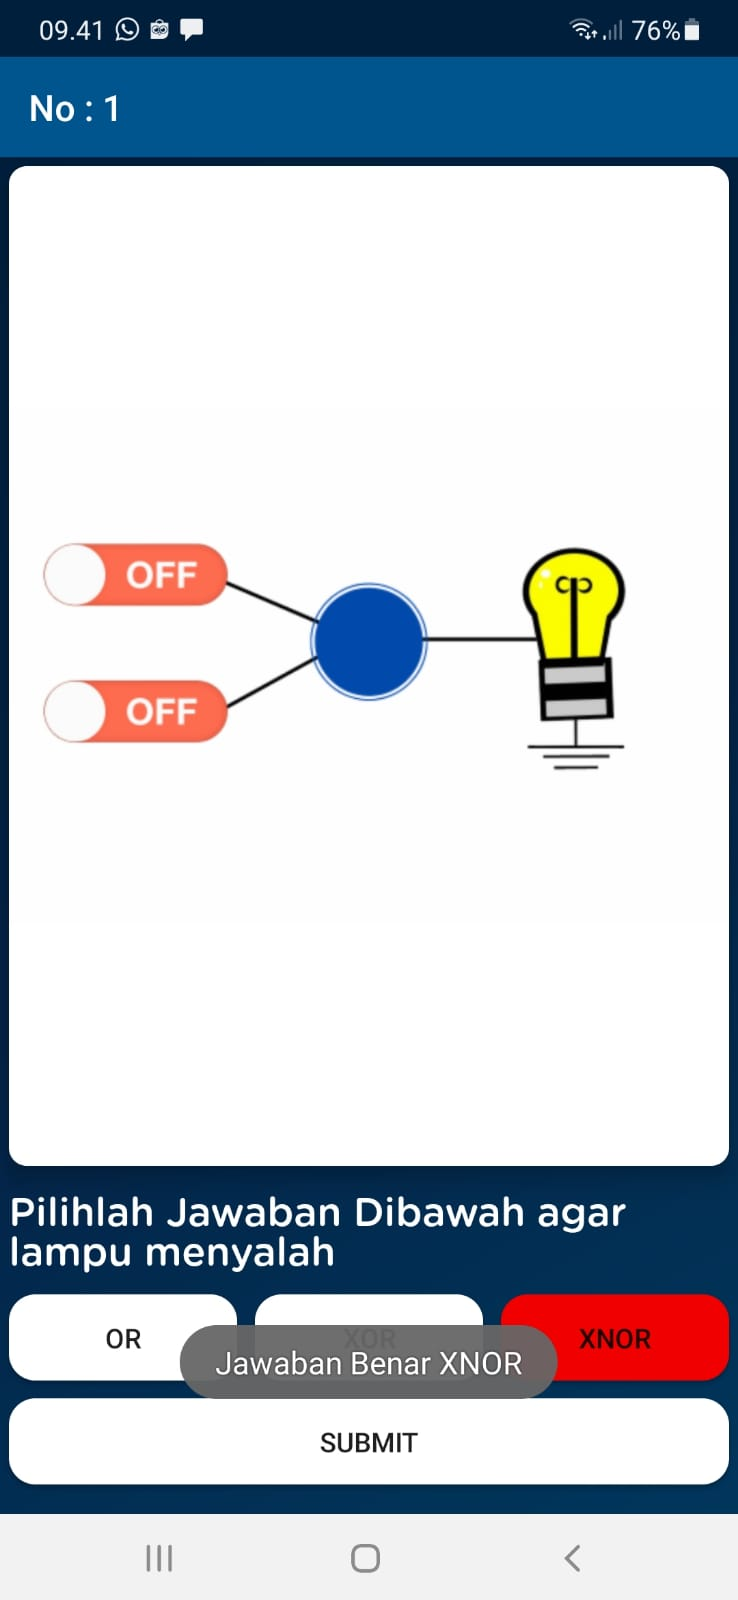 09.41
76%
No : 1
OFF
OFF
Pilihlah Jawaban Dibawah agar
lampu menyalah
OR
XOR
XNOR
Jawaban Benar XNOR
SUBMIT